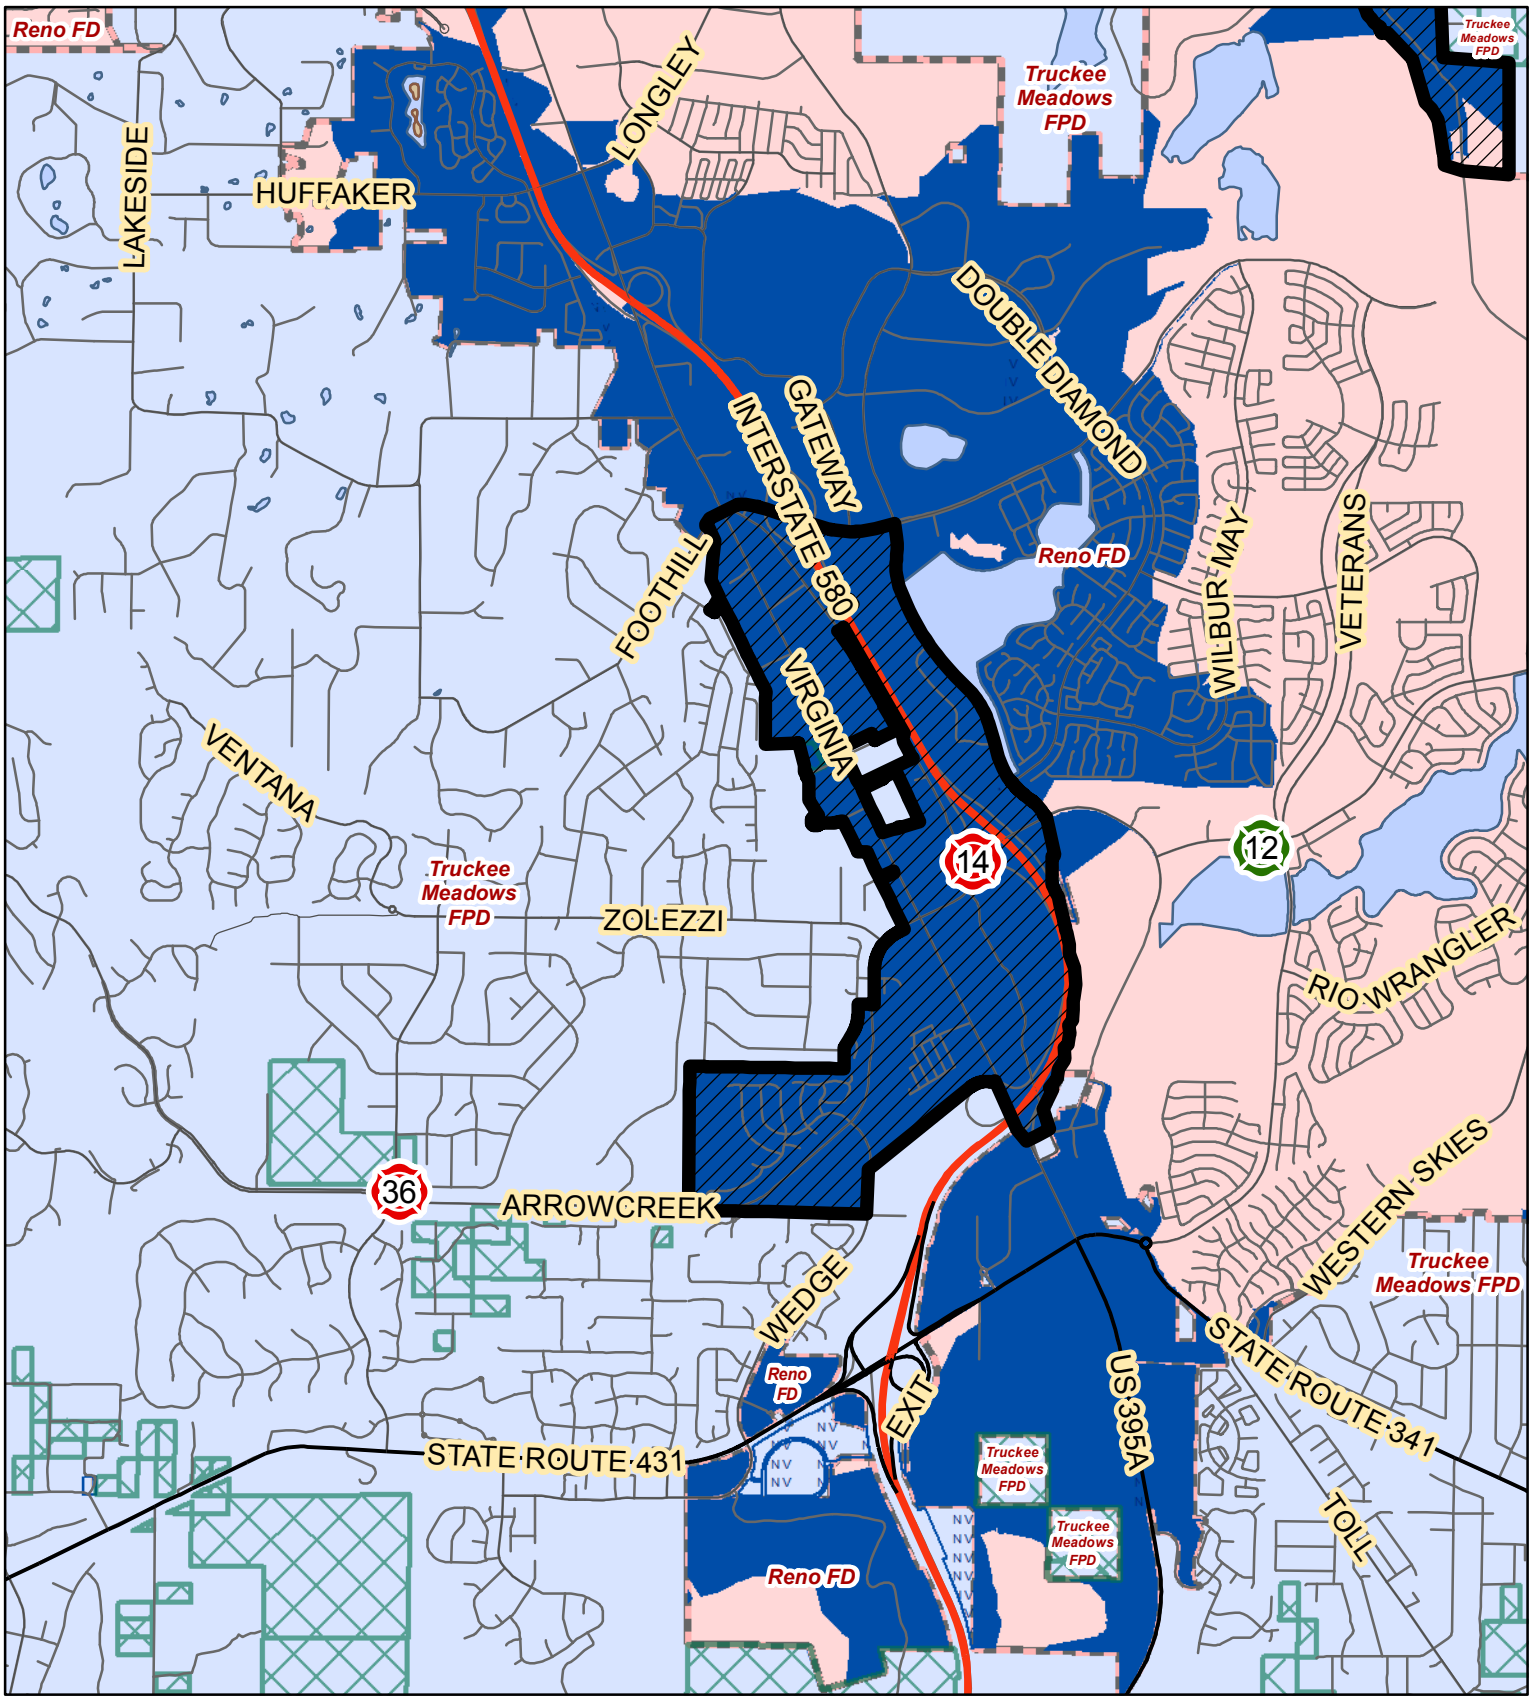 Reno FD
Truckee
Meadows
FPD
Truckee
Meadows
FPD
LONGLEY
LAKESIDE
HUFFAKER
DOUBLE DIAMOND
GATEWAY
INTERSTATE 580
Reno FD
WILBUR MAY
VETERANS
FOOTHILL
VIRGINIA
VENTANA
12
14
Truckee
Meadows
FPD
ZOLEZZI
RIO WRANGLER
36
ARROWCREEK
WESTERN SKIES
WEDGE
Truckee
Meadows FPD
STATE ROUTE 341
US 395A
Reno
FD
EXIT
STATE ROUTE 431
Truckee
Meadows
FPD
Truckee
Meadows
FPD
TOLL
Reno FD